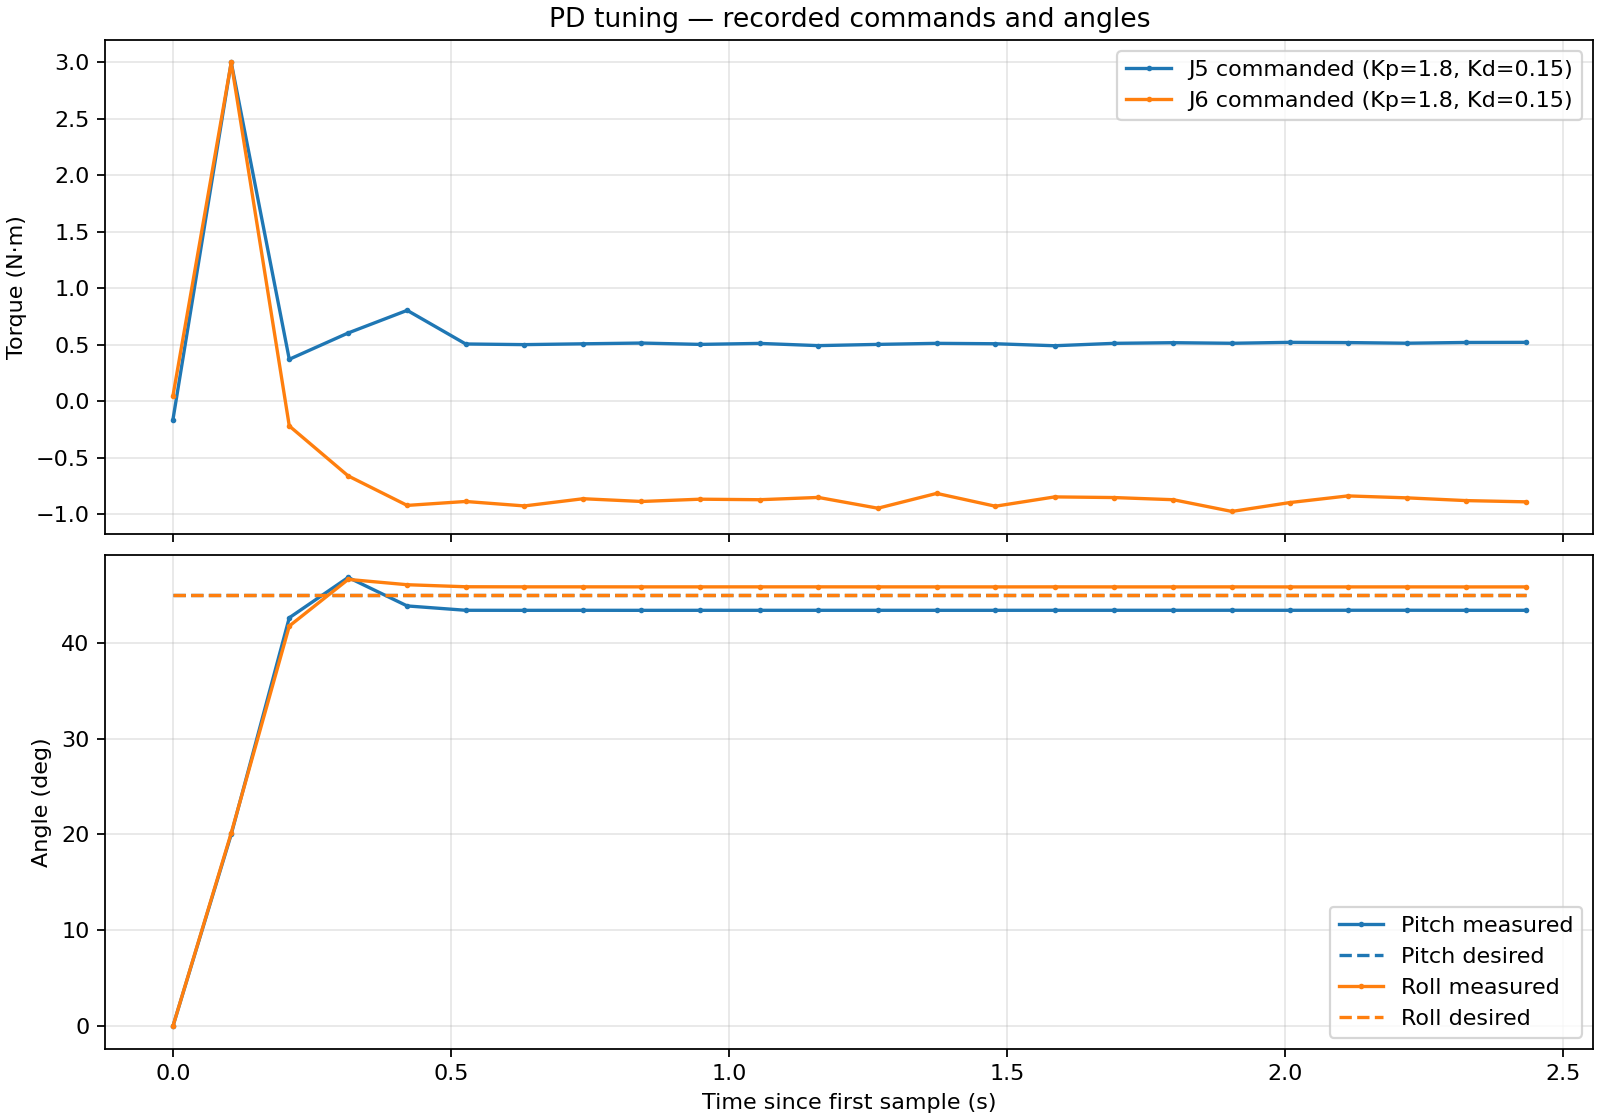 PD tuning — recorded commands and angles
3.0
2.5
2.0
1.5
1.0
0.5
0.0
−0.5
−1.0
Torque (N·m)
J5 commanded (Kp=1.8, Kd=0.15)
J6 commanded (Kp=1.8, Kd=0.15)
40
30
20
10
0
Angle (deg)
Pitch measured
Pitch desired
Roll measured
Roll desired
0.0 0.5 1.0 1.5 2.0 2.5
Time since first sample (s)